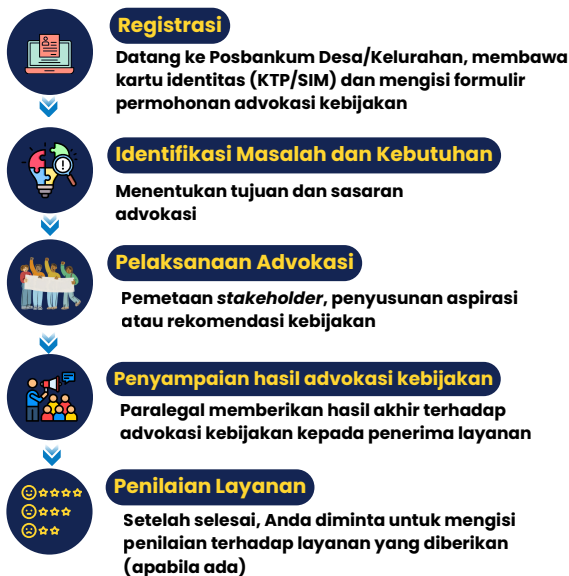 Registrasi
Datang ke Posbankum Desa/Kelurahan, membawa
kartu identitas (KTP/SIM) dan mengisi formulir
permohonan advokasi kebijakan
Identifikasi Masalah dan Kebutuhan
Menentukan tujuan dan sasaran
advokasi
Pelaksanaan Advokasi
Pemetaan stakeholder, penyusunan aspirasi
atau rekomendasi kebijakan
Penyampaian hasil advokasi kebijakan
Paralegal memberikan hasil akhir terhadap
advokasi kebijakan kepada penerima layanan
Penilaian Layanan
Setelah selesai, Anda diminta untuk mengisi
penilaian terhadap layanan yang diberikan
(apabila ada)